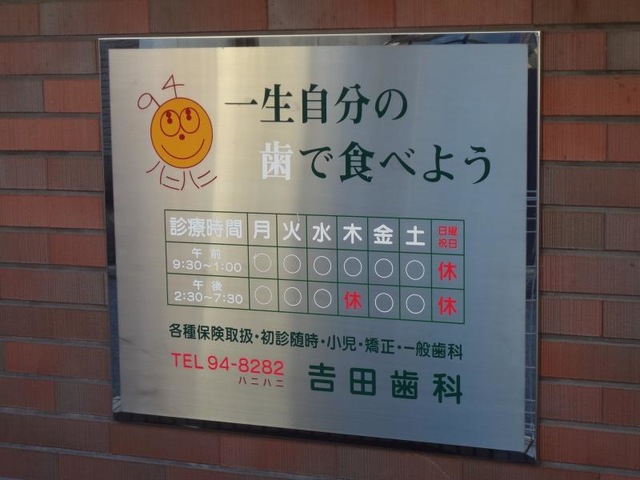 94
ハニハニ
一生自分の
歯で食べよう
診療時間 月 火 水 木 金 土 日曜祝日
午前 9:30～1:00 ○ ○ ○ ○ ○ ○ 休
午後 2:30～7:30 ○ ○ ○ 休 ○ ○ 休
各種保険取扱・初診随時・小児・矯正・一般歯科
TEL 94-8282
ハニハニ
𠮷田歯科